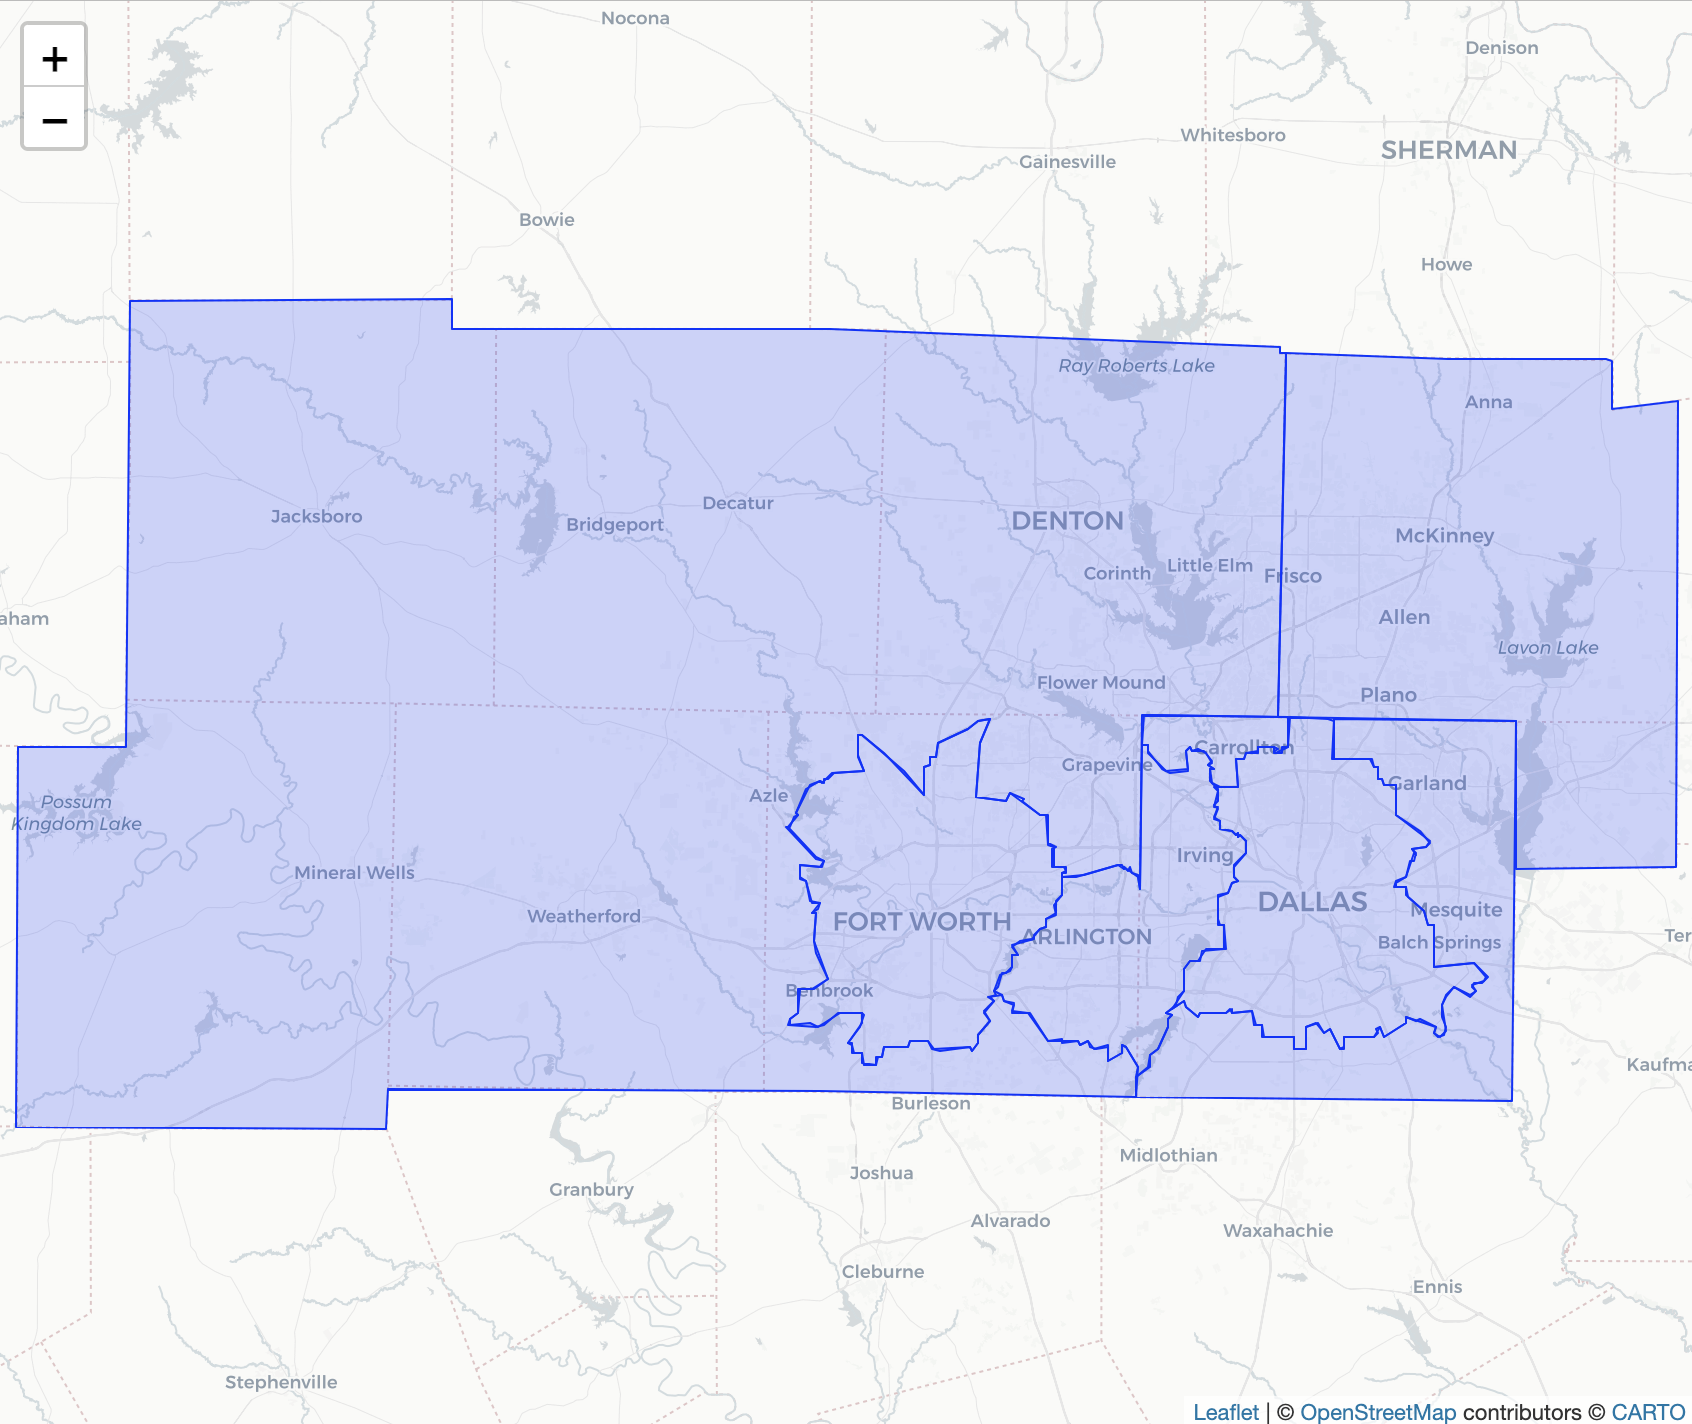 +
−
Nocona
Denison
Whitesboro
SHERMAN
Gainesville
Bowie
Howe
Ray Roberts Lake
Anna
Decatur
Jacksboro
Bridgeport
DENTON
McKinney
Corinth
Little Elm
Frisco
aham
Allen
Lavon Lake
Flower Mound
Plano
Carrollton
Grapevine
Garland
Azle
Possum
Kingdom Lake
Irving
Mineral Wells
DALLAS
Weatherford
FORT WORTH
Mesquite
ARLINGTON
Balch Springs
Ter
Benbrook
Kaufma
Burleson
Midlothian
Joshua
Granbury
Alvarado
Waxahachie
Cleburne
Ennis
Stephenville
Leaflet | © OpenStreetMap contributors © CARTO